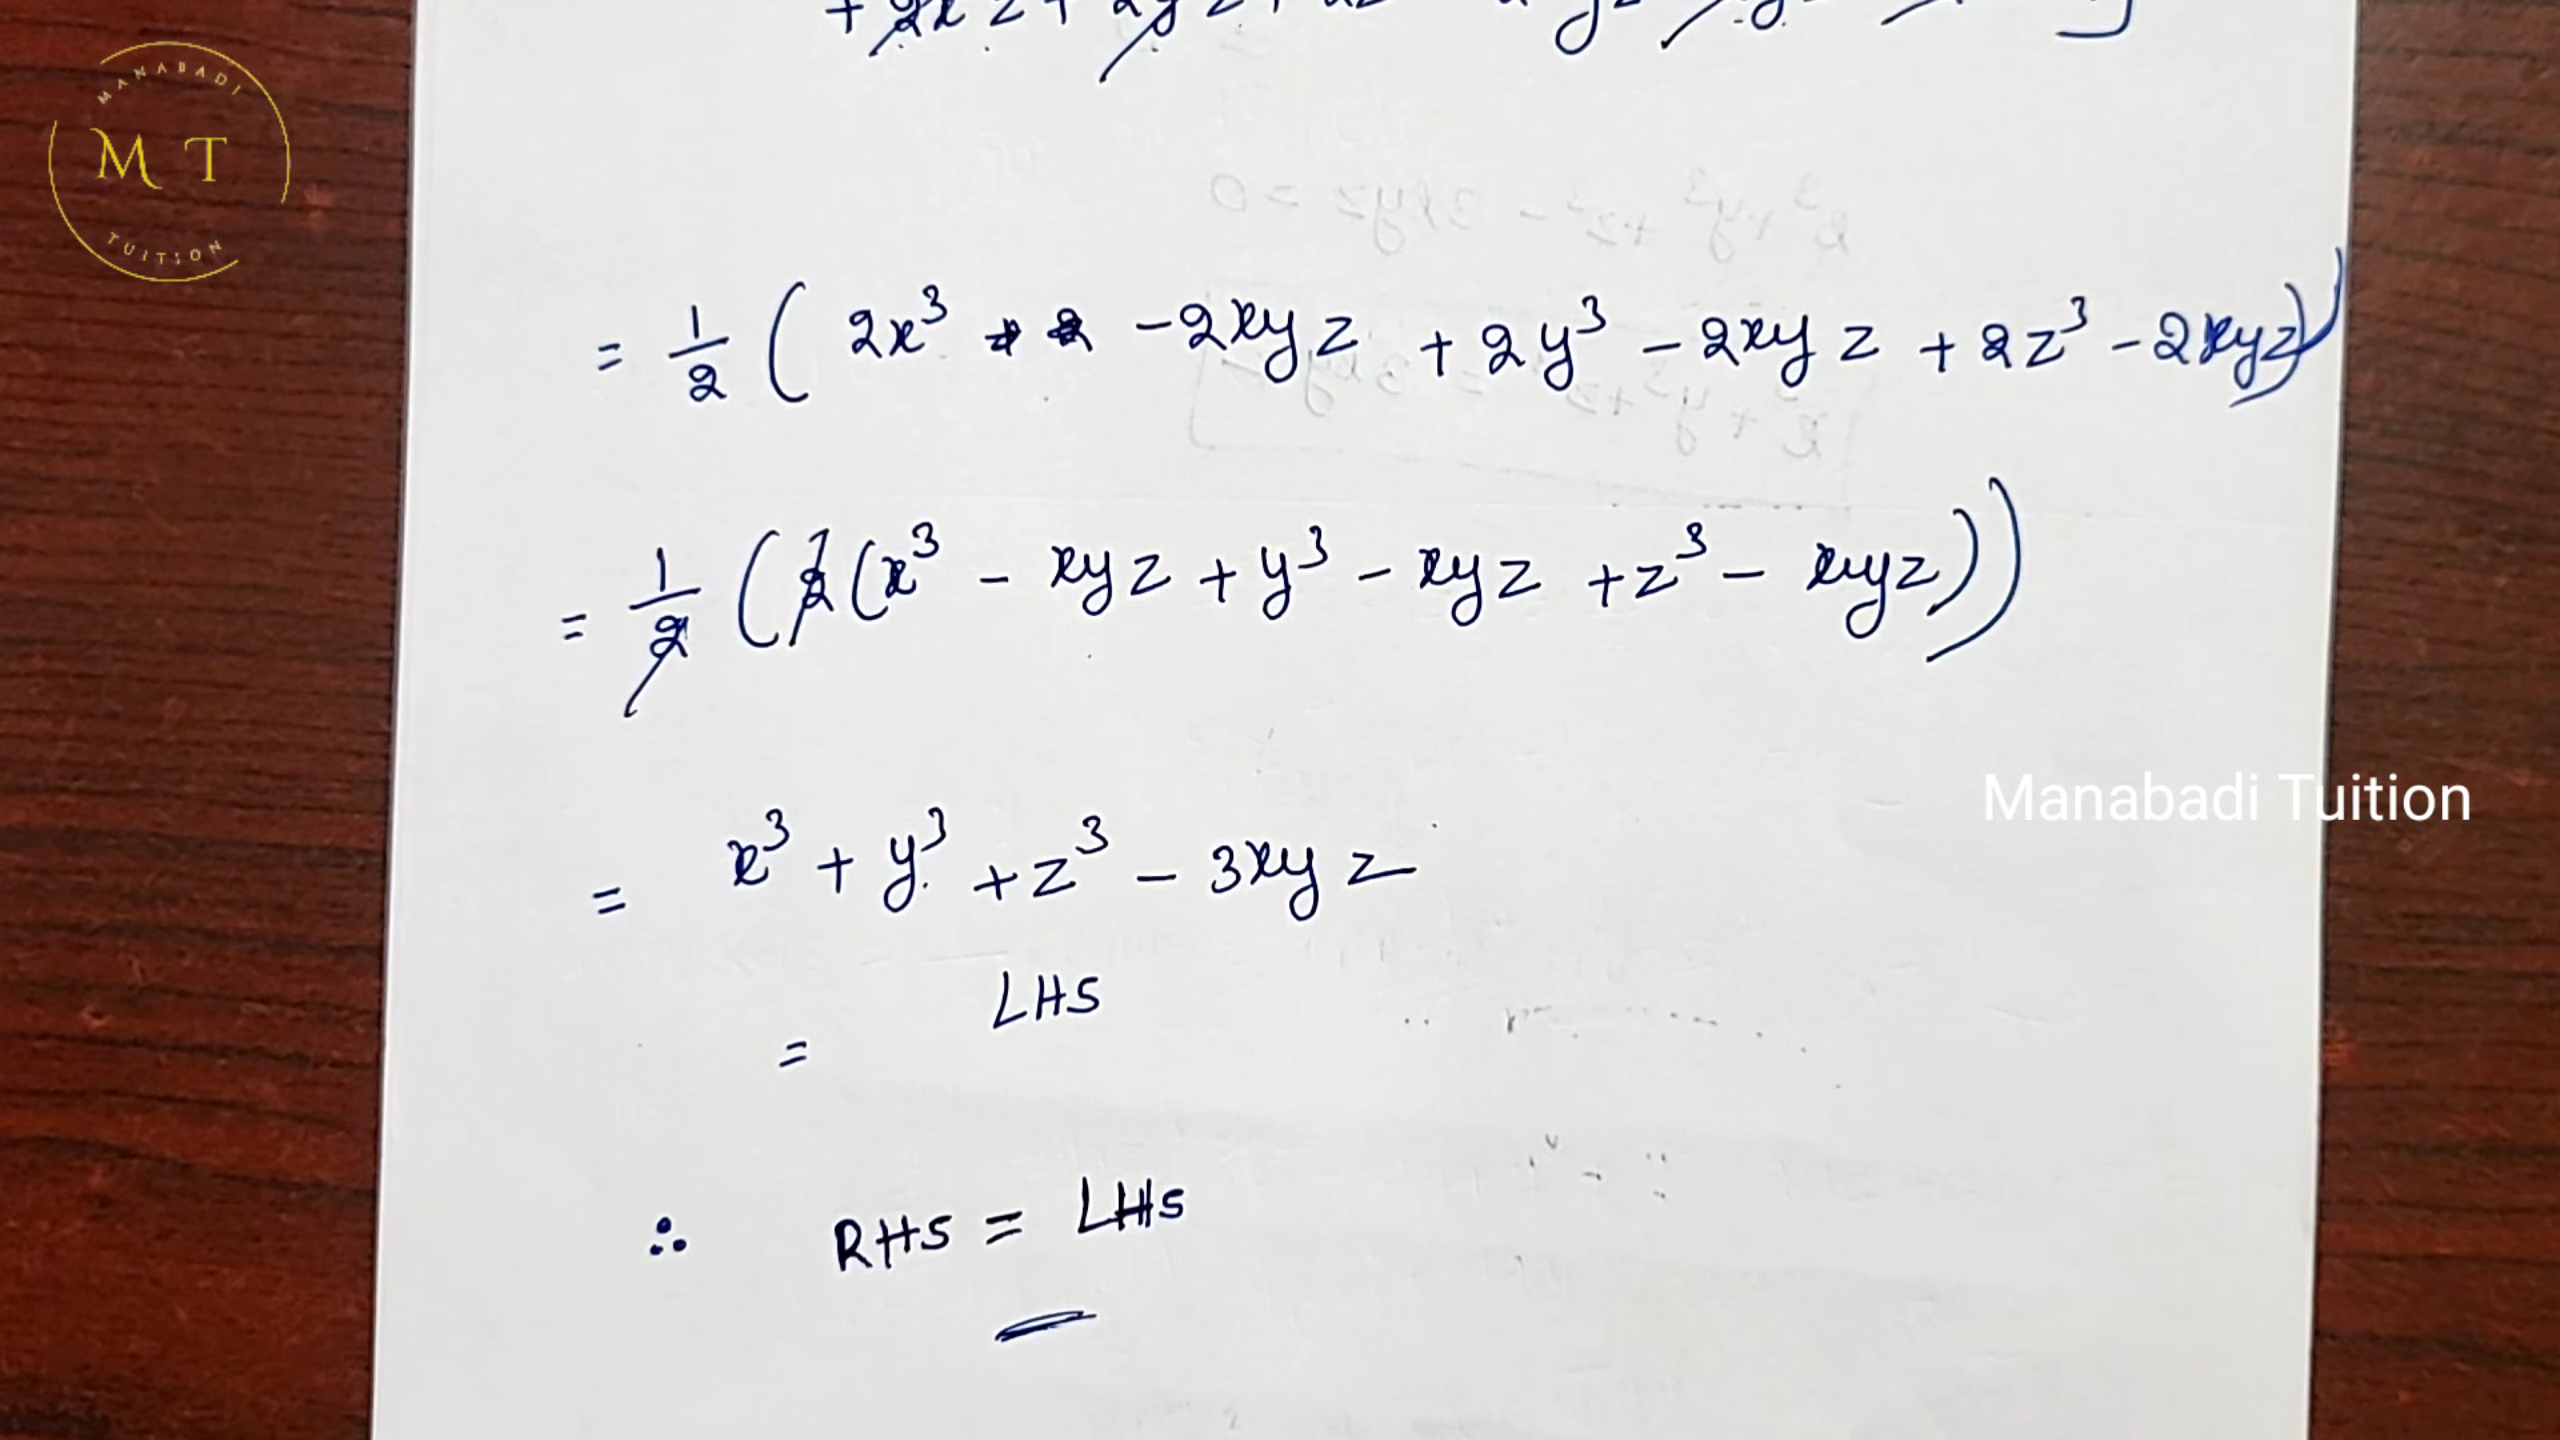 MANABADI
M T
TUITION
= 1/2 ( 2x³ - 2xyz + 2y³ - 2xyz + 2z³ - 2xyz)
= 1/2 ( 2(x³ - xyz + y³ - xyz + z³ - xyz))
Manabadi Tuition
= x³ + y³ + z³ - 3xyz
= LHS
∴ RHS = LHS